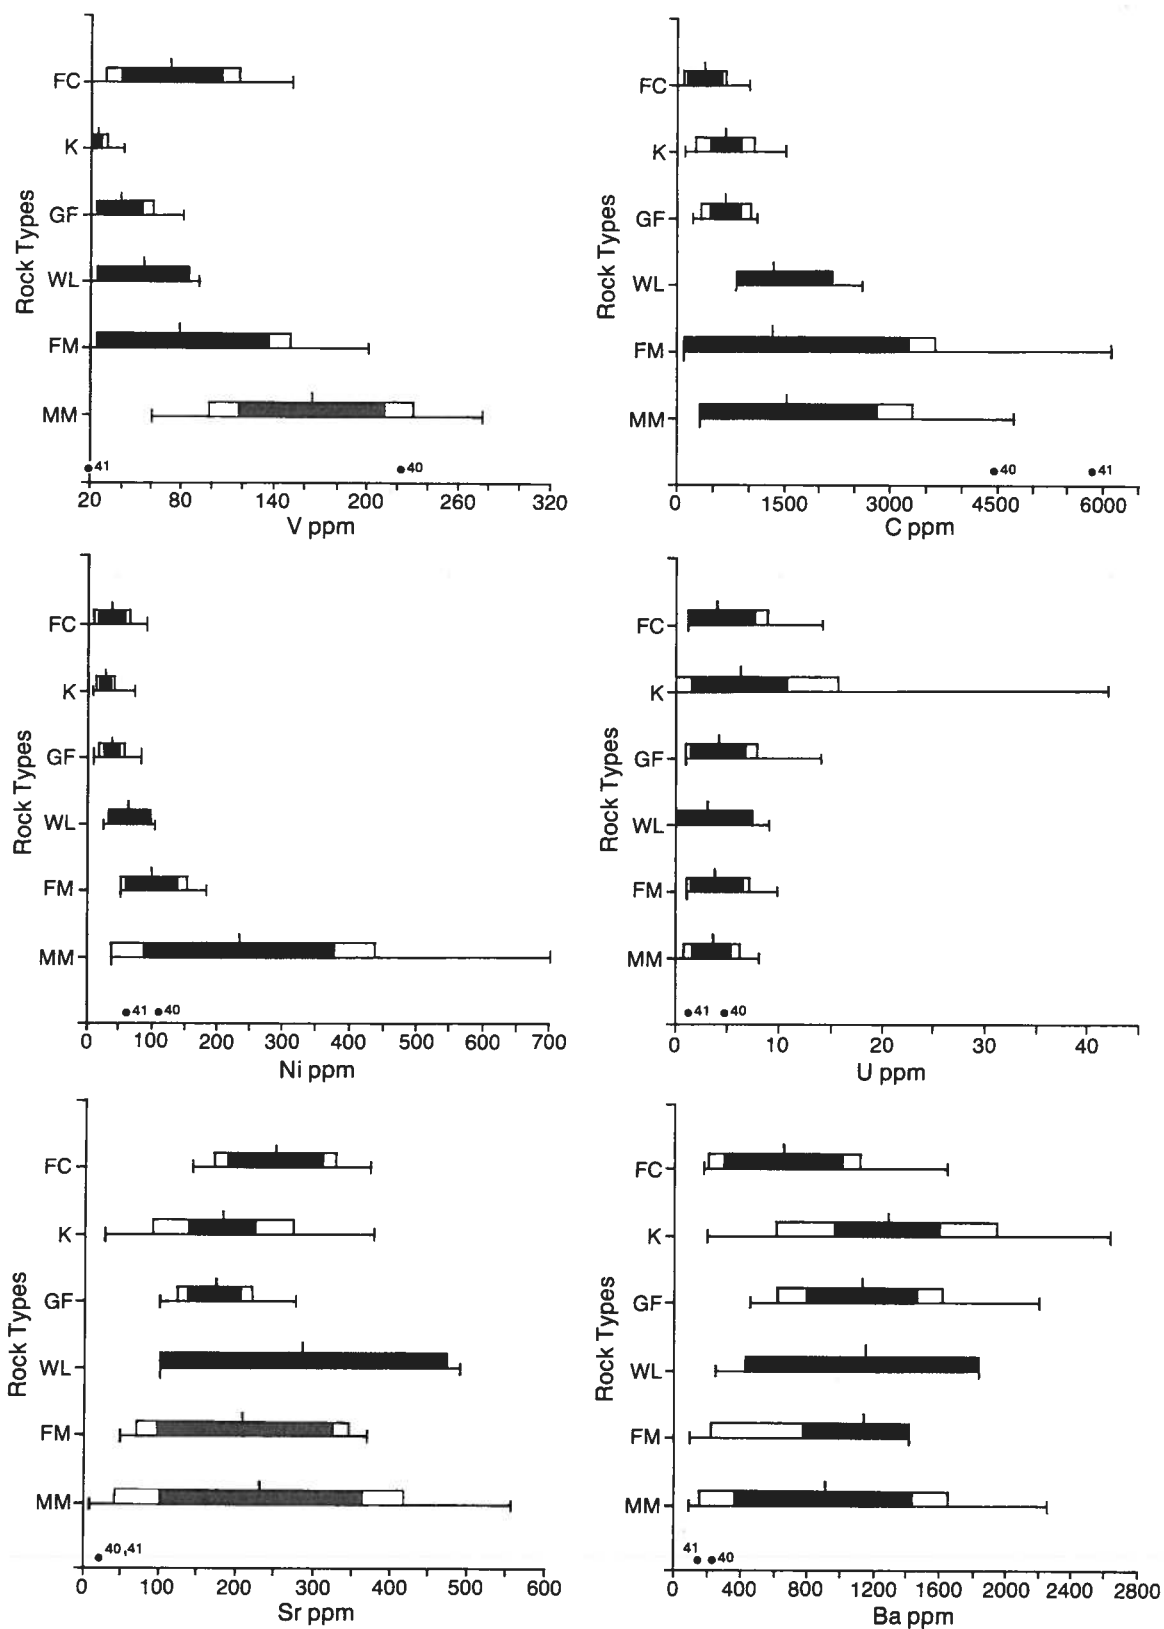 FC
K
GF
WL
FM
MM
Rock Types
41
40
20 80 140 200 260 320
V ppm
FC
K
GF
WL
FM
MM
Rock Types
40
41
0 1500 3000 4500 6000
C ppm
FC
K
GF
WL
FM
MM
Rock Types
41
40
0 100 200 300 400 500 600 700
Ni ppm
FC
K
GF
WL
FM
MM
Rock Types
41
40
0 10 20 30 40
U ppm
FC
K
GF
WL
FM
MM
Rock Types
40,41
0 100 200 300 400 500 600
Sr ppm
FC
K
GF
WL
FM
MM
Rock Types
41
40
0 400 800 1200 1600 2000 2400 2800
Ba ppm